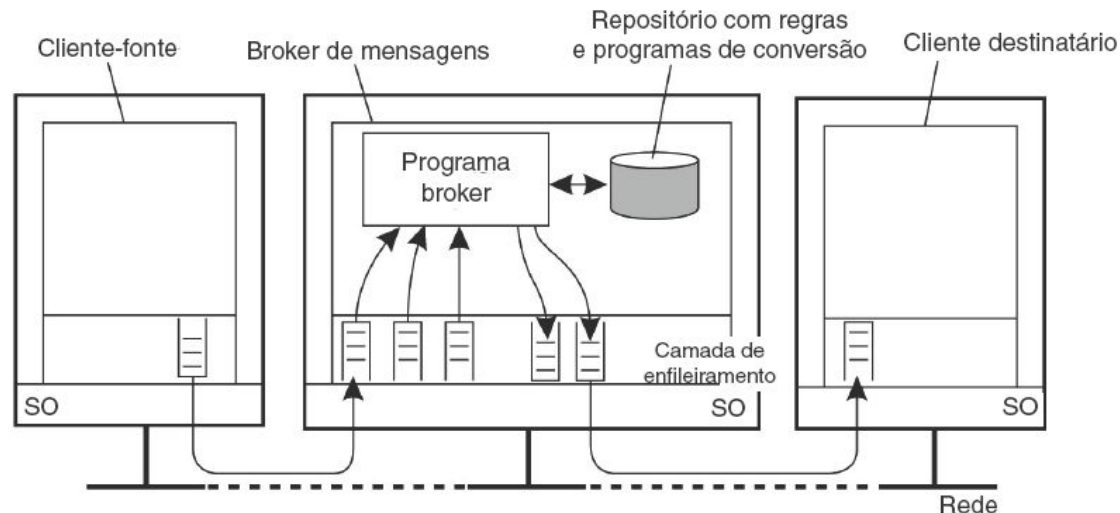 Cliente-fonte
Broker de mensagens
Repositório com regras
e programas de conversão
Cliente destinatário
Programa
broker
Camada de
enfileiramento
SO
SO
SO
Rede